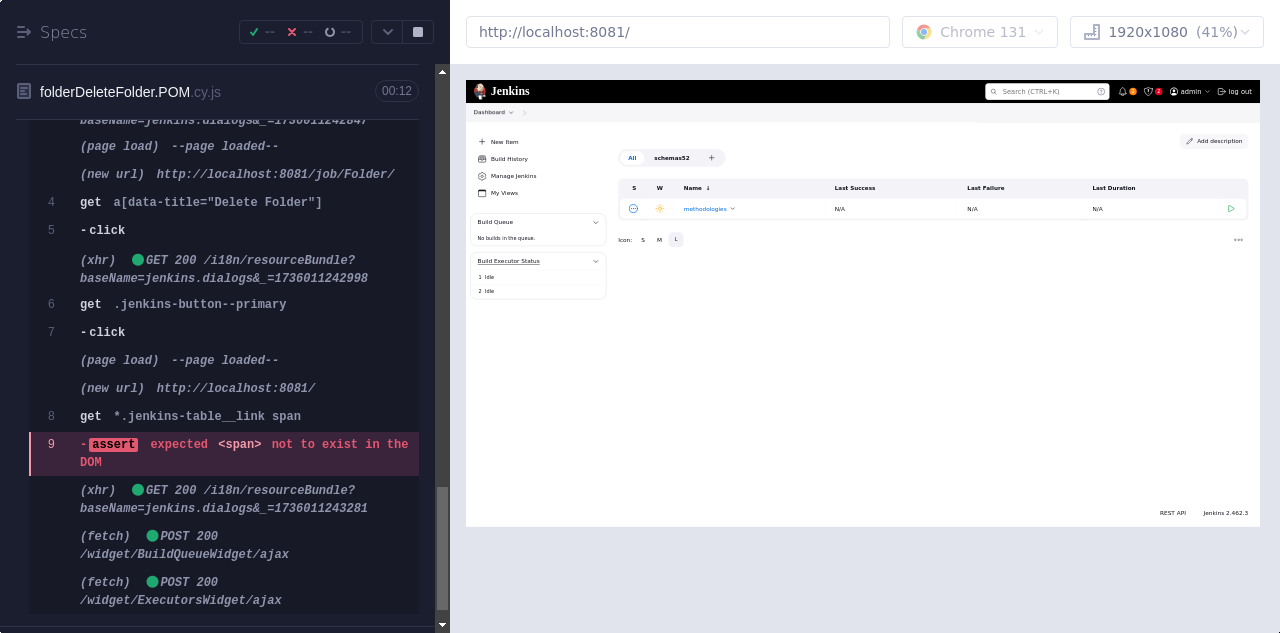 Specs
-- -- --
folderDeleteFolder.POM.cy.js 00:12
baseName=jenkins.dialogs&_=1736011242847
(page load) --page loaded--
(new url) http://localhost:8081/job/Folder/
4 get a[data-title="Delete Folder"]
5 -click
(xhr) GET 200 /i18n/resourceBundle?
baseName=jenkins.dialogs&_=1736011242998
6 get .jenkins-button--primary
7 -click
(page load) --page loaded--
(new url) http://localhost:8081/
8 get *.jenkins-table__link span
9 -assert expected <span> not to exist in the
DOM
(xhr) GET 200 /i18n/resourceBundle?
baseName=jenkins.dialogs&_=1736011243281
(fetch) POST 200
/widget/BuildQueueWidget/ajax
(fetch) POST 200
/widget/ExecutorsWidget/ajax
http://localhost:8081/
Chrome 131
1920x1080 (41%)
Jenkins
Search (CTRL+K)
admin
log out
Dashboard
New Item
Build History
Manage Jenkins
My Views
Build Queue
No builds in the queue.
Build Executor Status
1 Idle
2 Idle
Add description
All schemas52 +
S W Name ↓ Last Success Last Failure Last Duration
methodologies N/A N/A N/A
Icon: S M L
REST API Jenkins 2.462.3